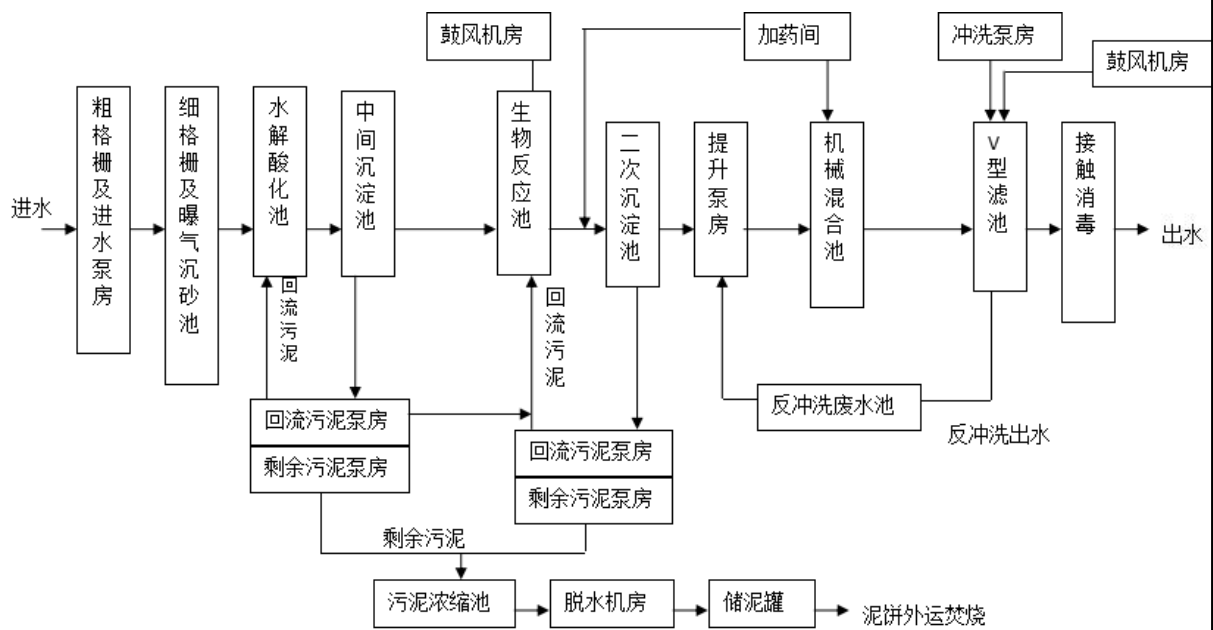 鼓风机房
加药间
冲洗泵房
鼓风机房
进水
粗格栅及进水泵房
细格栅及曝气沉砂池
水解酸化池
中间沉淀池
生物反应池
二次沉淀池
提升泵房
机械混合池
V型滤池
接触消毒
出水
回流污泥
回流污泥
回流污泥泵房
剩余污泥泵房
回流污泥泵房
剩余污泥泵房
反冲洗废水池
反冲洗出水
剩余污泥
污泥浓缩池
脱水机房
储泥罐
泥饼外运焚烧